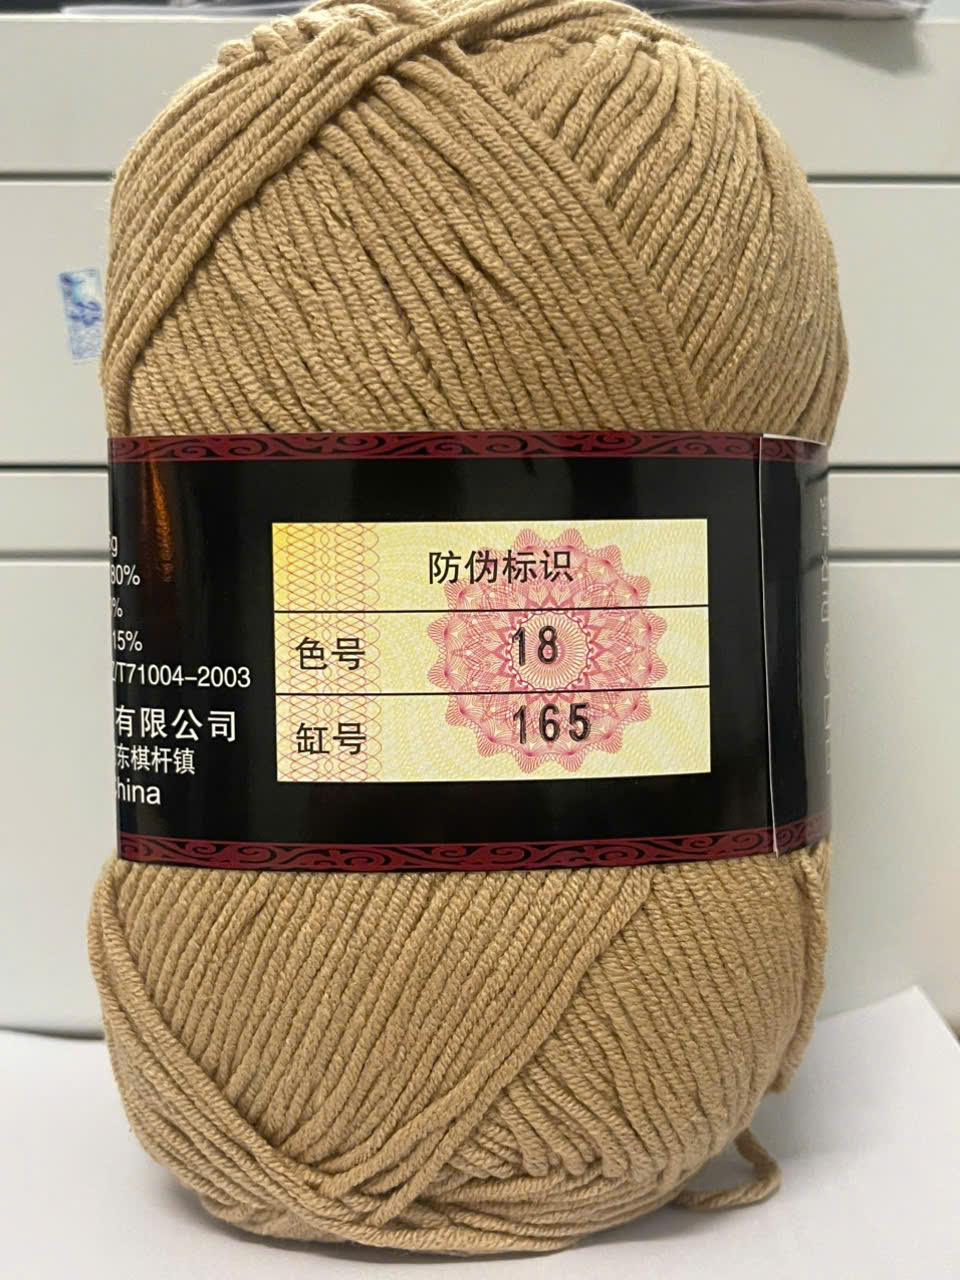 g
80%
%
15%
/T71004-2003
有限公司
东棋杆镇
hina
防伪标识
色号 18
缸号 165